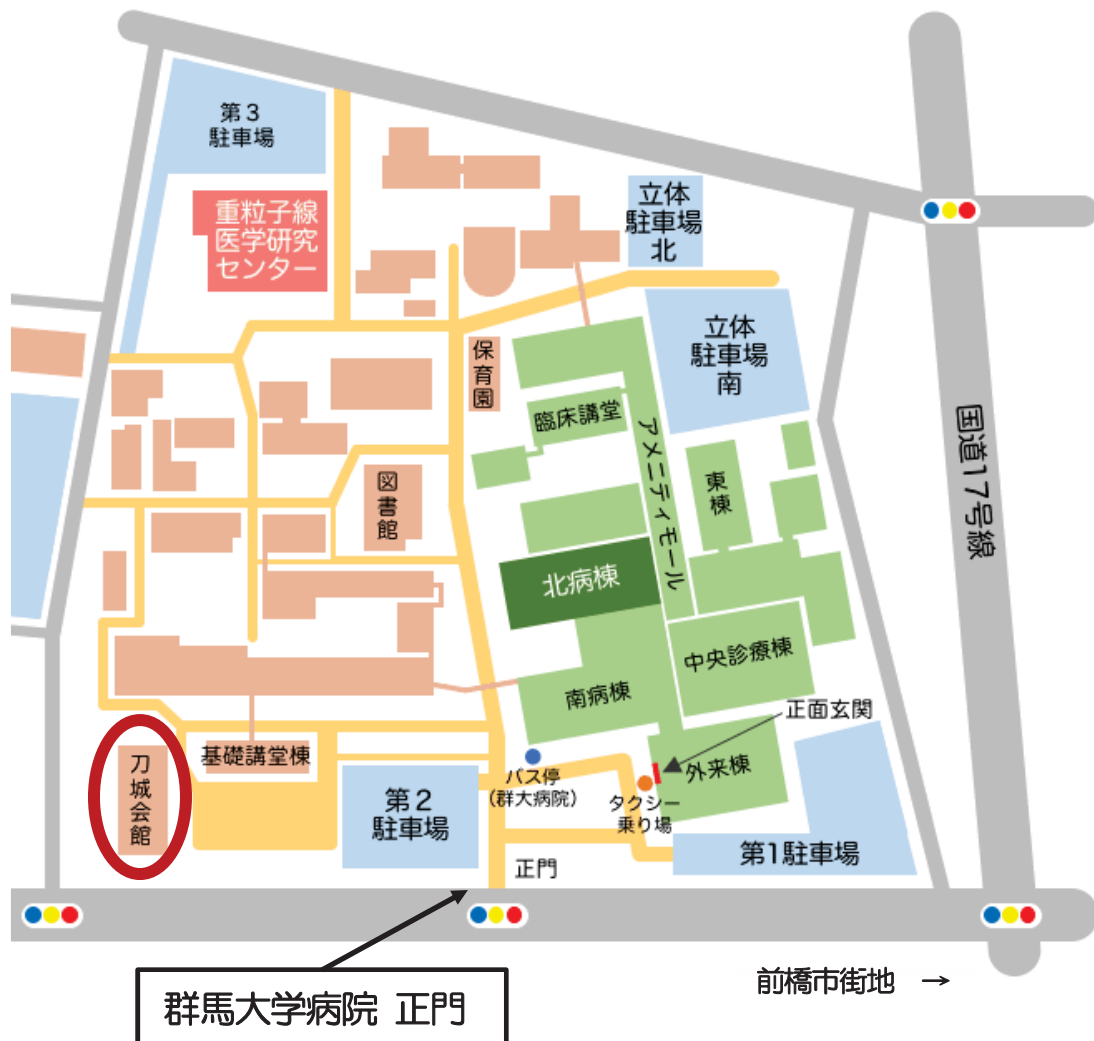 第３
駐車場
重粒子線
医学研究
センター
立体
駐車場
北
立体
駐車場
南
保育園
臨床講堂
アメニティモール
東棟
国道17号線
図書館
北病棟
中央診療棟
南病棟
正面玄関
刀城会館
基礎講堂棟
バス停
（群大病院）
外来棟
タクシー
乗り場
第２
駐車場
第1駐車場
正門
前橋市街地　→
群馬大学病院 正門